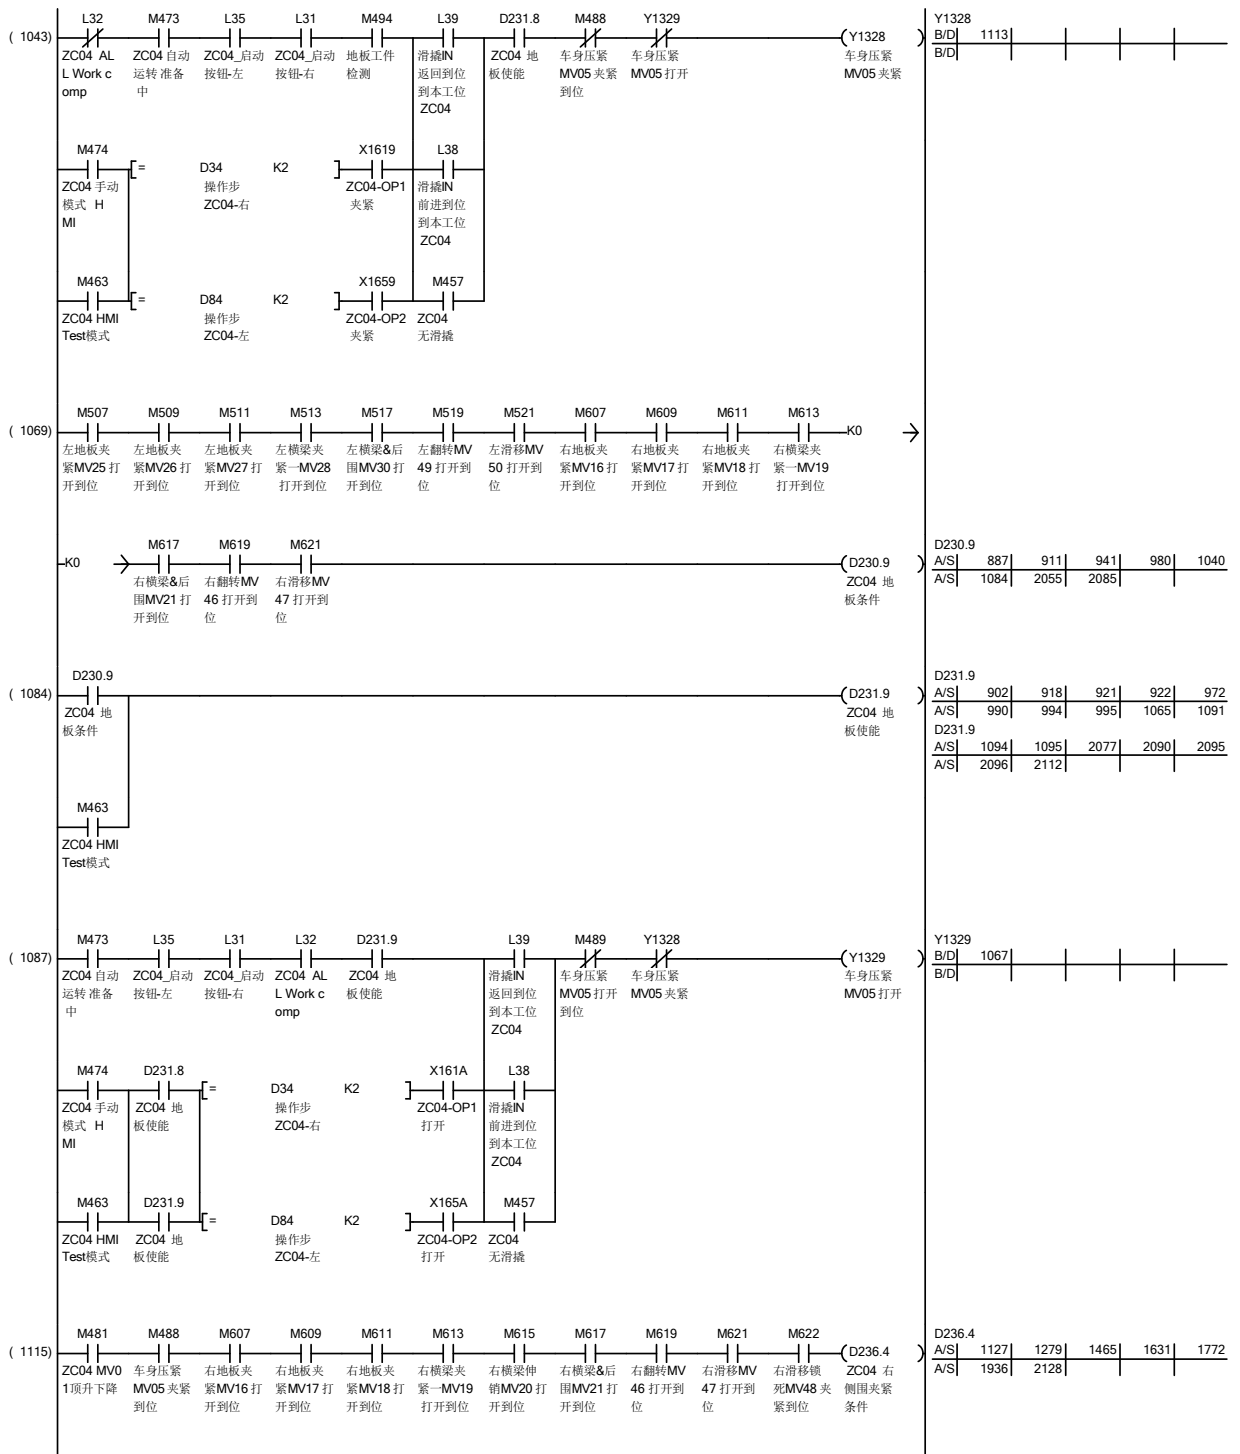 L32 M473 L35 L31 M494 L39 D231.8 M488 Y1329 Y1328
( 1043) (Y1328 ) B/D 1113
ZC04 AL ZC04 自动 ZC04_启动 ZC04_启动 地板工件 滑撬IN ZC04 地 车身压紧 车身压紧 车身压紧 B/D
L Work c 运转 准备 按钮-左 按钮-右 检测 返回到位 板使能 MV05 夹紧 MV05 打开 MV05 夹紧
omp 中 到本工位 到位
ZC04
M474 X1619 L38
[= D34 K2 ]
ZC04 手动 操作步 ZC04-OP1 滑撬IN
模式 H ZC04-右 夹紧 前进到位
MI 到本工位
ZC04
M463 X1659 M457
[= D84 K2 ]
ZC04 HMI 操作步 ZC04-OP2 ZC04
Test模式 ZC04-左 夹紧 无滑撬
M507 M509 M511 M513 M517 M519 M521 M607 M609 M611 M613
( 1069) K0
左地板夹 左地板夹 左地板夹 左横梁夹 左横梁&后 左翻转MV 左滑移MV 右地板夹 右地板夹 右地板夹 右横梁夹
紧MV25 打 紧MV26 打 紧MV27 打 紧一MV28 围MV30 打 49 打开到 50 打开到 紧MV16 打 紧MV17 打 紧MV18 打 紧一MV19
开到位 开到位 开到位 打开到位 开到位 位 位 开到位 开到位 开到位 打开到位
M617 M619 M621 D230.9
K0 (D230.9 ) A/S 887 911 941 980 1040
右横梁&后 右翻转MV 右滑移MV ZC04 地 A/S 1084 2055 2085
围MV21 打 46 打开到 47 打开到 板条件
开到位 位 位
D230.9 D231.9
( 1084) (D231.9 ) A/S 902 918 921 922 972
ZC04 地 ZC04 地 A/S 990 994 995 1065 1091
板条件 板使能 D231.9
A/S 1094 1095 2077 2090 2095
A/S 2096 2112
M463
ZC04 HMI
Test模式
M473 L35 L31 L32 D231.9 L39 M489 Y1328 Y1329
( 1087) (Y1329 ) B/D 1067
ZC04 自动 ZC04_启动 ZC04_启动 ZC04 AL ZC04 地 滑撬IN 车身压紧 车身压紧 车身压紧 B/D
运转 准备 按钮-左 按钮-右 L Work c 板使能 返回到位 MV05 打开 MV05 夹紧 MV05 打开
中 omp 到本工位 到位
ZC04
M474 D231.8 X161A L38
[= D34 K2 ]
ZC04 手动 ZC04 地 操作步 ZC04-OP1 滑撬IN
模式 H 板使能 ZC04-右 打开 前进到位
MI 到本工位
ZC04
M463 D231.9 X165A M457
[= D84 K2 ]
ZC04 HMI ZC04 地 操作步 ZC04-OP2 ZC04
Test模式 板使能 ZC04-左 打开 无滑撬
M481 M488 M607 M609 M611 M613 M615 M617 M619 M621 M622 D236.4
( 1115) (D236.4 ) A/S 1127 1279 1465 1631 1772
ZC04 MV0 车身压紧 右地板夹 右地板夹 右地板夹 右横梁夹 右横梁伸 右横梁&后 右翻转MV 右滑移MV 右滑移锁 ZC04 右 A/S 1936 2128
1顶升下降 MV05 夹紧 紧MV16 打 紧MV17 打 紧MV18 打 紧一MV19 销MV20 打 围MV21 打 46 打开到 47 打开到 死MV48 夹 侧围夹紧
到位 开到位 开到位 开到位 打开到位 开到位 开到位 位 位 紧到位 条件